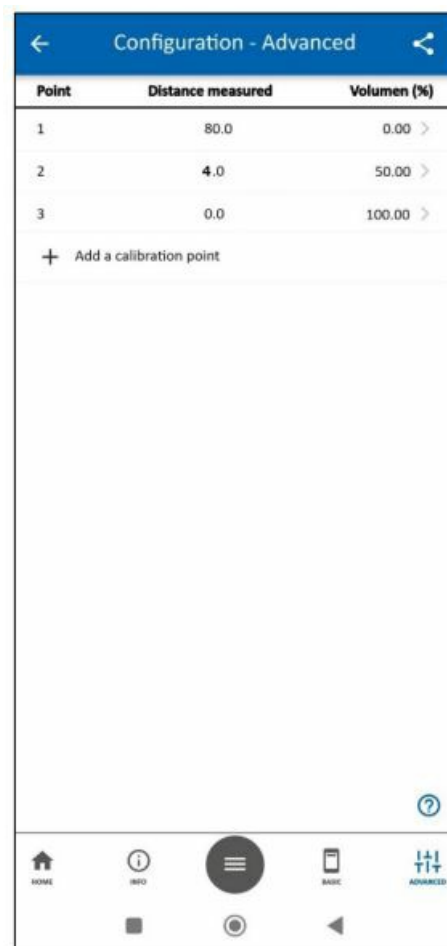 Configuration - Advanced
Point Distance measured Volumen (%)
1 80.0 0.00
2 4.0 50.00
3 0.0 100.00
+ Add a calibration point
?
HOME INFO BASIC ADVANCED